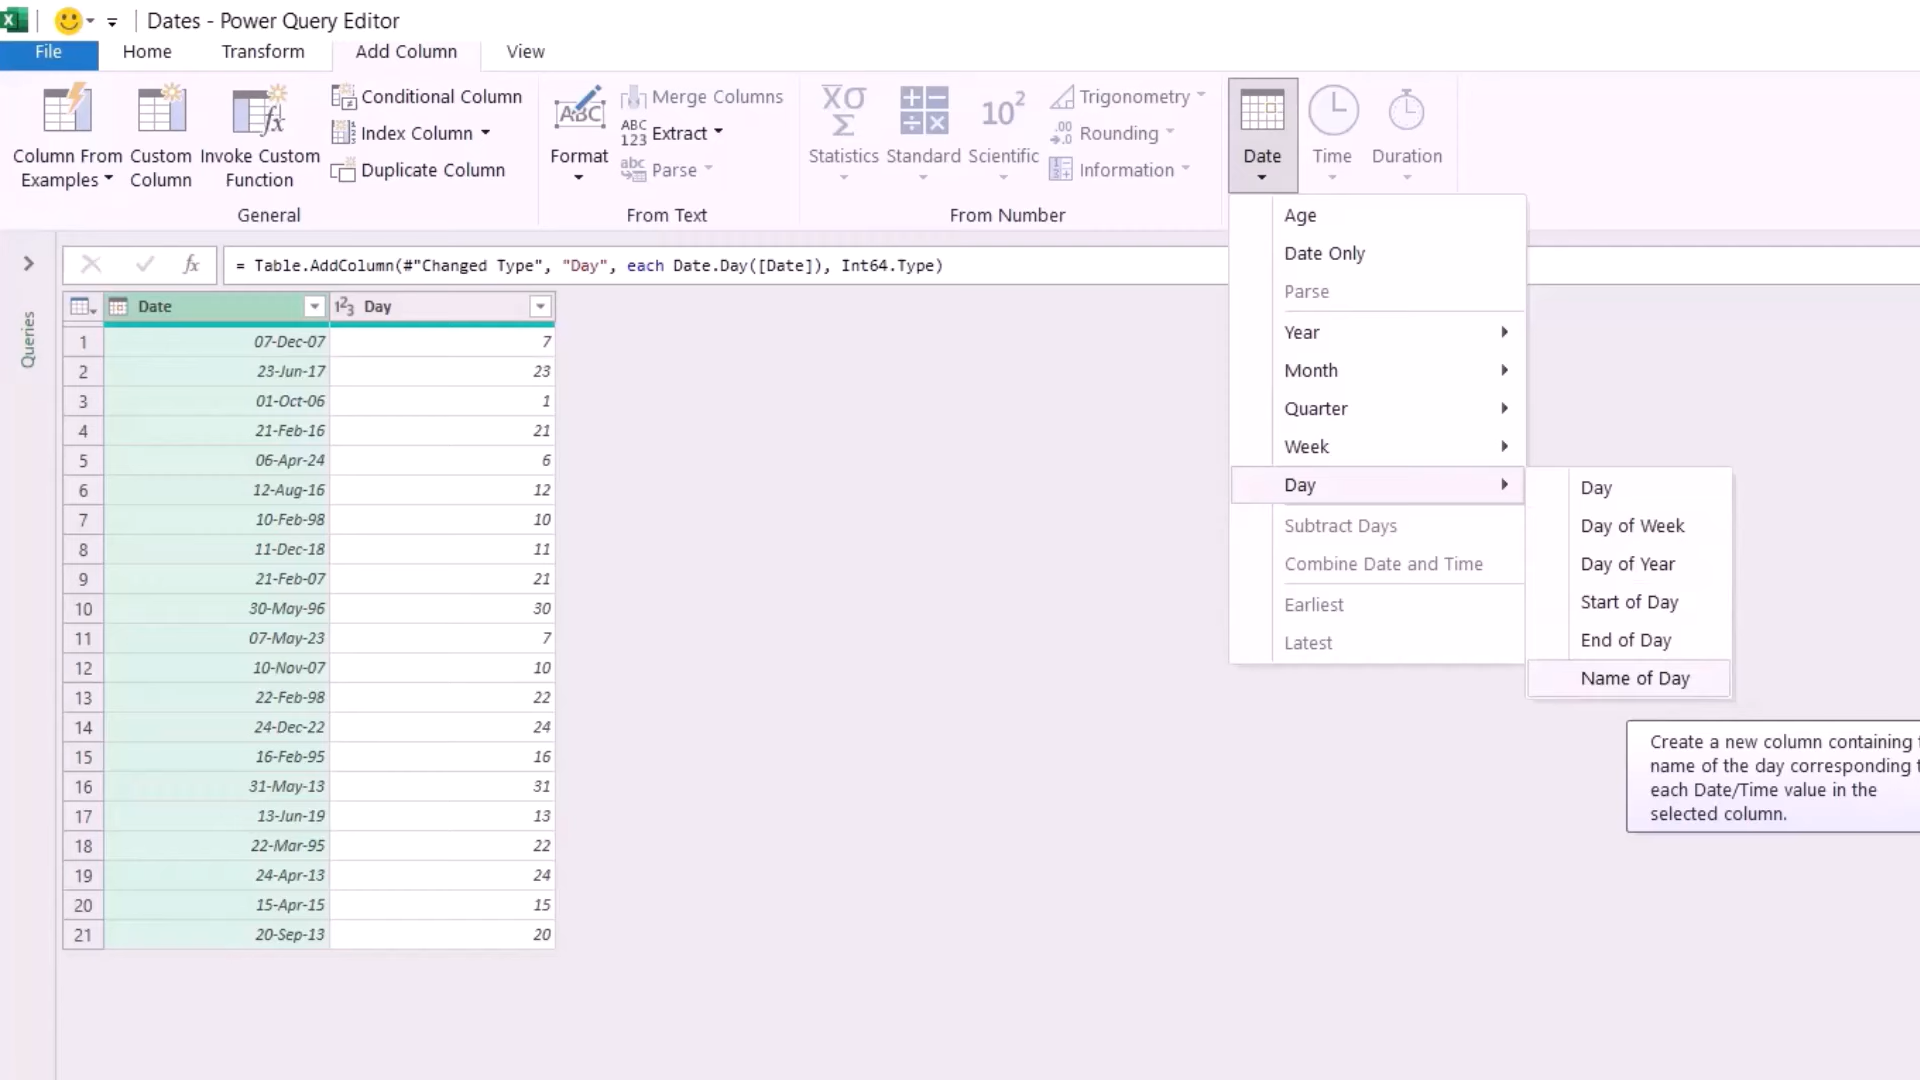 Dates - Power Query Editor
File Home Transform Add Column View
Column From Examples
Custom Column
Invoke Custom Function
Conditional Column
Index Column
Duplicate Column
General
Format
Merge Columns
Extract
Parse
From Text
Statistics
Standard
Scientific
Trigonometry
Rounding
Information
From Number
Date
Time
Duration
Queries
= Table.AddColumn(#"Changed Type", "Day", each Date.Day([Date]), Int64.Type)
Date Day
1 07-Dec-07 7
2 23-Jun-17 23
3 01-Oct-06 1
4 21-Feb-16 21
5 06-Apr-24 6
6 12-Aug-16 12
7 10-Feb-98 10
8 11-Dec-18 11
9 21-Feb-07 21
10 30-May-96 30
11 07-May-23 7
12 10-Nov-07 10
13 22-Feb-98 22
14 24-Dec-22 24
15 16-Feb-95 16
16 31-May-13 31
17 13-Jun-19 13
18 22-Mar-95 22
19 24-Apr-13 24
20 15-Apr-15 15
21 20-Sep-13 20
Age
Date Only
Parse
Year
Month
Quarter
Week
Day
Subtract Days
Combine Date and Time
Earliest
Latest
Day
Day of Week
Day of Year
Start of Day
End of Day
Name of Day
Create a new column containing
name of the day corresponding
each Date/Time value in the
selected column.